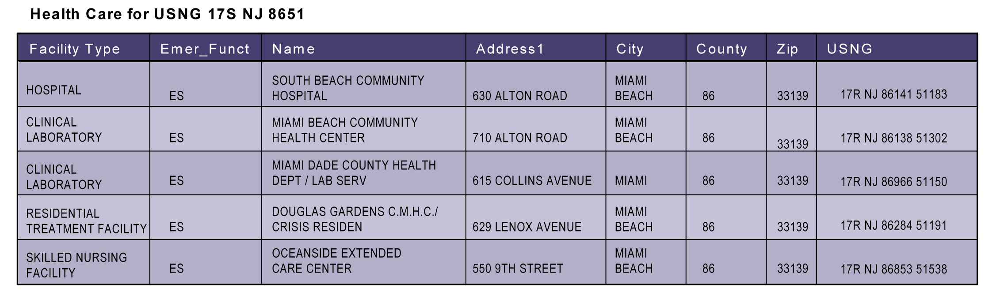 Health Care for USNG 17S NJ 8651
Facility Type Emer_Funct Name Address1 City County Zip USNG
HOSPITAL ES SOUTH BEACH COMMUNITY HOSPITAL 630 ALTON ROAD MIAMI BEACH 86 33139 17R NJ 86141 51183
CLINICAL LABORATORY ES MIAMI BEACH COMMUNITY HEALTH CENTER 710 ALTON ROAD MIAMI BEACH 86 33139 17R NJ 86138 51302
CLINICAL LABORATORY ES MIAMI DADE COUNTY HEALTH DEPT / LAB SERV 615 COLLINS AVENUE MIAMI 86 33139 17R NJ 86966 51150
RESIDENTIAL TREATMENT FACILITY ES DOUGLAS GARDENS C.M.H.C./ CRISIS RESIDEN 629 LENOX AVENUE MIAMI BEACH 86 33139 17R NJ 86284 51191
SKILLED NURSING FACILITY ES OCEANSIDE EXTENDED CARE CENTER 550 9TH STREET MIAMI BEACH 86 33139 17R NJ 86853 51538